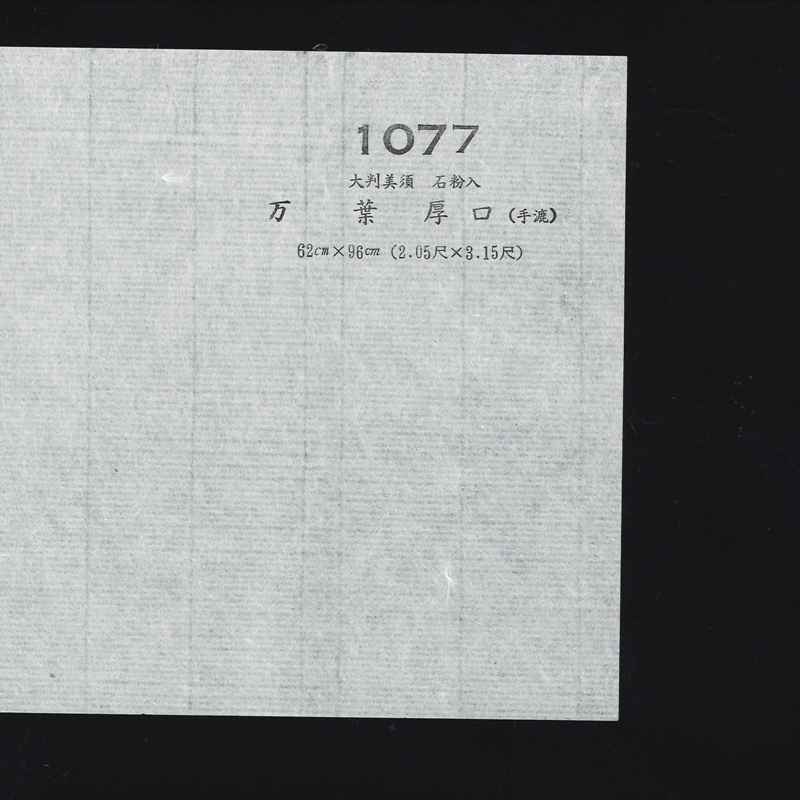 1077
大判美須　石粉入
万葉厚口（手漉）
62cm×96cm（2.05尺×3.15尺）